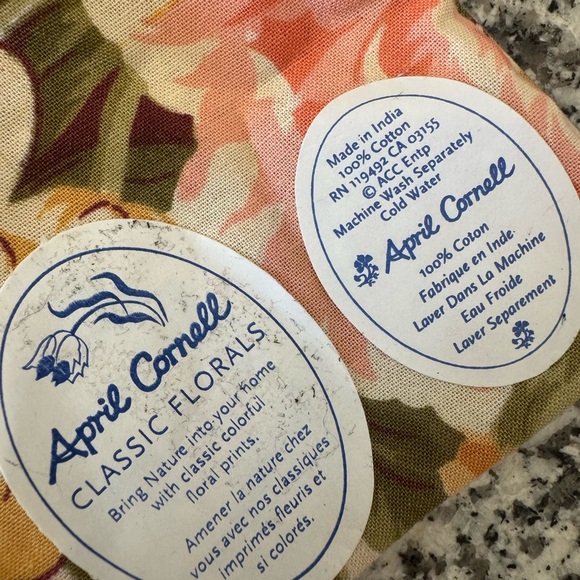 April Cornell
CLASSIC FLORALS
Bring Nature into your home
with classic colorful
floral prints.
Amener la nature chez
vous avec nos classiques
imprimés fleuris et
si colorés.
Made in India
100% Cotton
RN 119492 CA 03155
© ACC Entp
Machine Wash Separately
Cold Water
April Cornell
100% Coton
Fabrique en Inde
Laver Dans La Machine
Eau Froide
Laver Separement